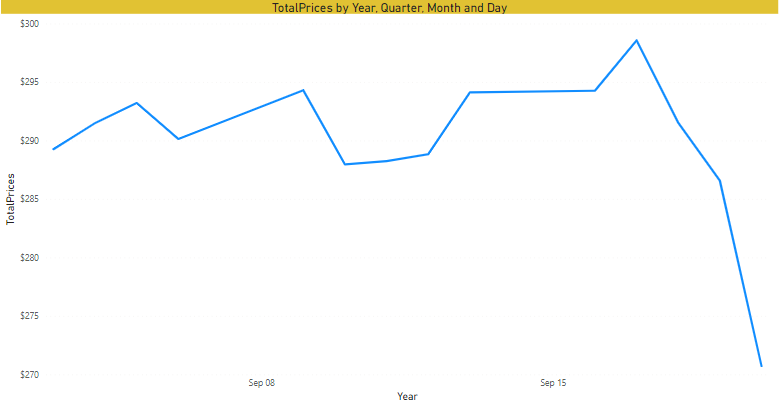 TotalPrices by Year, Quarter, Month and Day
$300
$295
$290
$285
$280
$275
$270
TotalPrices
Sep 08
Sep 15
Year